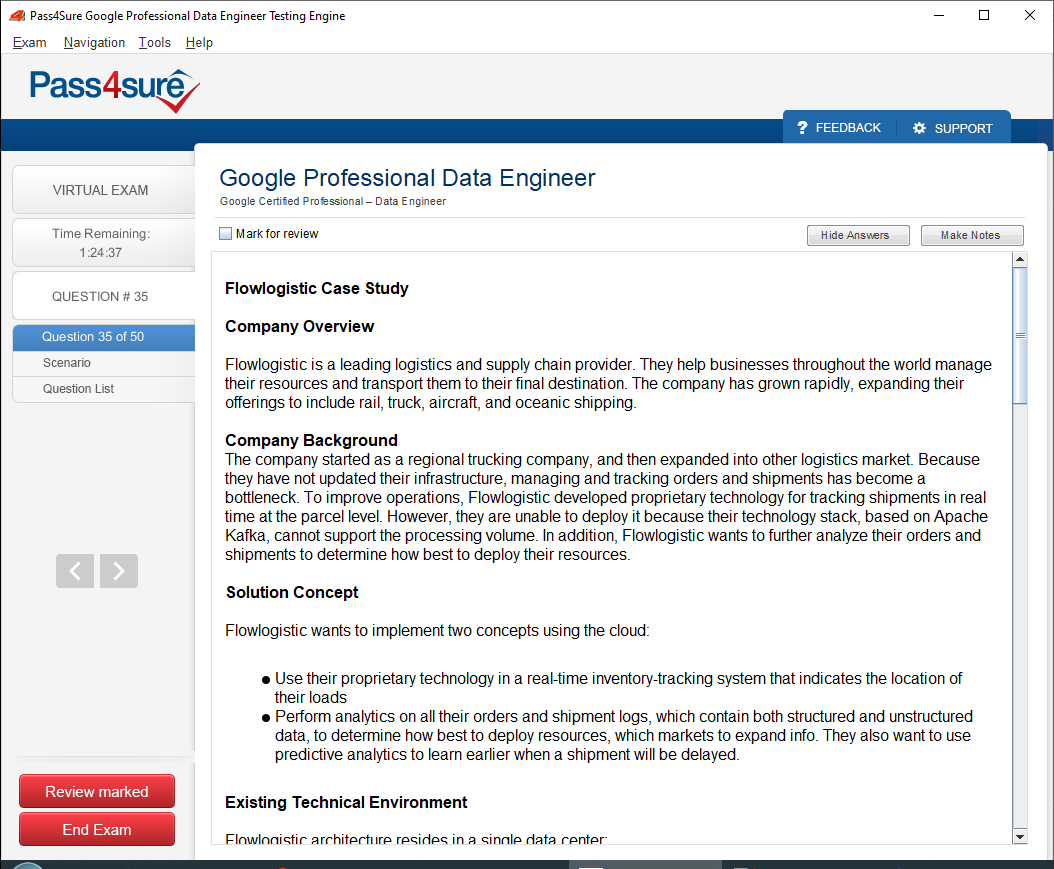 Pass4Sure Google Professional Data Engineer Testing Engine
Exam Navigation Tools Help
Pass4sure
? FEEDBACK SUPPORT
VIRTUAL EXAM
Time Remaining:
1:24:37
QUESTION # 35
Question 35 of 50
Scenario
Question List
Review marked
End Exam
Google Professional Data Engineer
Google Certified Professional – Data Engineer
Mark for review
Hide Answers
Make Notes
Flowlogistic Case Study
Company Overview
Flowlogistic is a leading logistics and supply chain provider. They help businesses throughout the world manage
their resources and transport them to their final destination. The company has grown rapidly, expanding their
offerings to include rail, truck, aircraft, and oceanic shipping.
Company Background
The company started as a regional trucking company, and then expanded into other logistics market. Because
they have not updated their infrastructure, managing and tracking orders and shipments has become a
bottleneck. To improve operations, Flowlogistic developed proprietary technology for tracking shipments in real
time at the parcel level. However, they are unable to deploy it because their technology stack, based on Apache
Kafka, cannot support the processing volume. In addition, Flowlogistic wants to further analyze their orders and
shipments to determine how best to deploy their resources.
Solution Concept
Flowlogistic wants to implement two concepts using the cloud:
● Use their proprietary technology in a real-time inventory-tracking system that indicates the location of
their loads
● Perform analytics on all their orders and shipment logs, which contain both structured and unstructured
data, to determine how best to deploy resources, which markets to expand info. They also want to use
predictive analytics to learn earlier when a shipment will be delayed.
Existing Technical Environment
Flowlogistic architecture resides in a single data center: